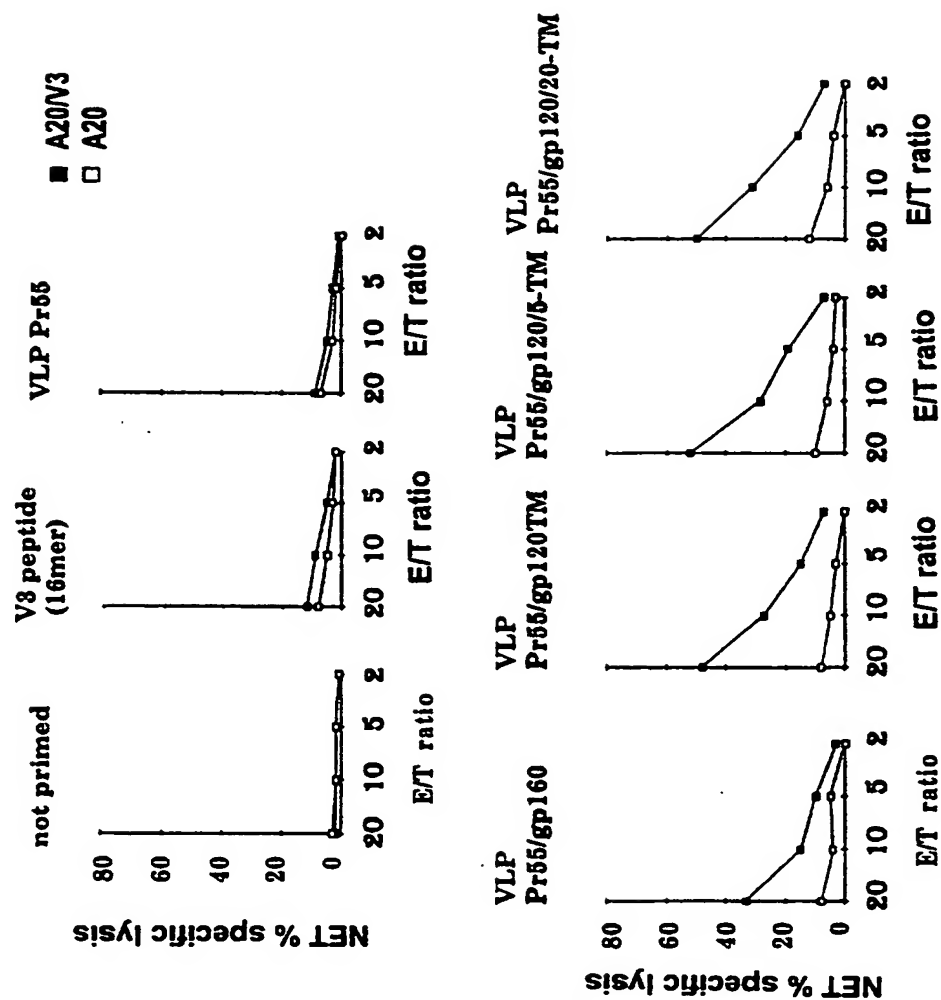 not primed
V3 peptide
(16mer)
VLP Pr55
■ A20/V3
□ A20
NET % specific lysis
80
60
40
20
0
20 10 5 2
E/T ratio
20 10 5 2
E/T ratio
20 10 5 2
E/T ratio
VLP
Pr55/gp160
VLP
Pr55/gp120TM
VLP
Pr55/gp120/5-TM
VLP
Pr55/gp120/20-TM
NET % specific lysis
80
60
40
20
0
20 10 5 2
E/T ratio
20 10 5 2
E/T ratio
20 10 5 2
E/T ratio
20 10 5 2
E/T ratio